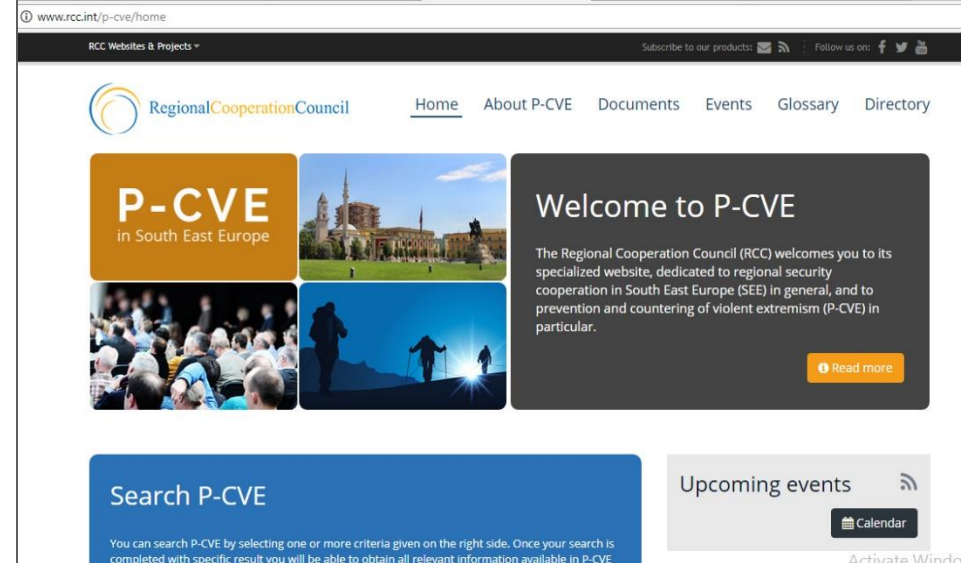 www.rcc.int/p-cve/home
RCC Websites & Projects
Subscribe to our products:
Follow us on:
RegionalCooperationCouncil
Home About P-CVE Documents Events Glossary Directory
P-CVE
in South East Europe
Welcome to P-CVE
The Regional Cooperation Council (RCC) welcomes you to its
specialized website, dedicated to regional security
cooperation in South East Europe (SEE) in general, and to
prevention and countering of violent extremism (P-CVE) in
particular.
Read more
Search P-CVE
You can search P-CVE by selecting one or more criteria given on the right side. Once your search is
completed with specific result you will be able to obtain all relevant information available in P-CVE
Upcoming events
Calendar
Activate Windo